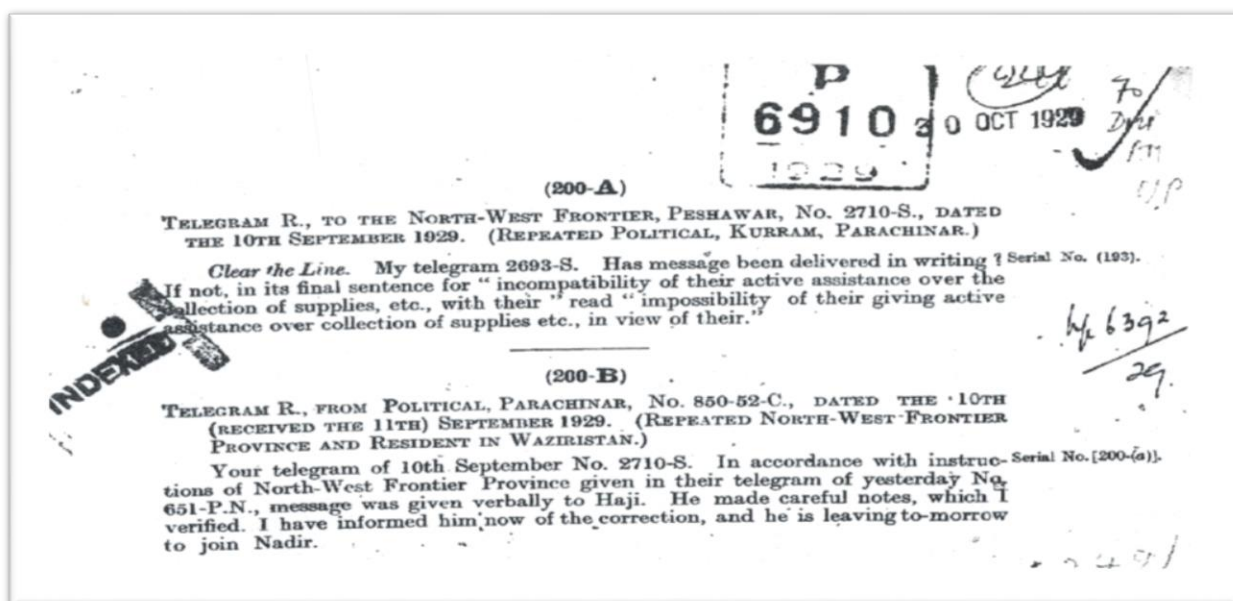 P
6910
30 OCT 1929
1929
(200-A)
TELEGRAM R., TO THE NORTH-WEST FRONTIER, PESHAWAR, No. 2710-S., DATED
THE 10TH SEPTEMBER 1929. (REPEATED POLITICAL, KURRAM, PARACHINAR.)
Clear the Line. My telegram 2693-S. Has message been delivered in writing ? Serial No. (193).
If not, in its final sentence for " incompatibility of their active assistance over the
collection of supplies, etc., with their " read " impossibility of their giving active
assistance over collection of supplies etc., in view of their."
6392
29.
INDEXED
(200-B)
TELEGRAM R., FROM POLITICAL, PARACHINAR, No. 850-52-C., DATED THE 10TH
(RECEIVED THE 11TH) SEPTEMBER 1929. (REPEATED NORTH-WEST FRONTIER
PROVINCE AND RESIDENT IN WAZIRISTAN.)
Your telegram of 10th September No. 2710-S. In accordance with instruc- Serial No. [200-(a)].
tions of North-West Frontier Province given in their telegram of yesterday No.
651-P.N., message was given verbally to Haji. He made careful notes, which I
verified. I have informed him now of the correction, and he is leaving to-morrow
to join Nadir.